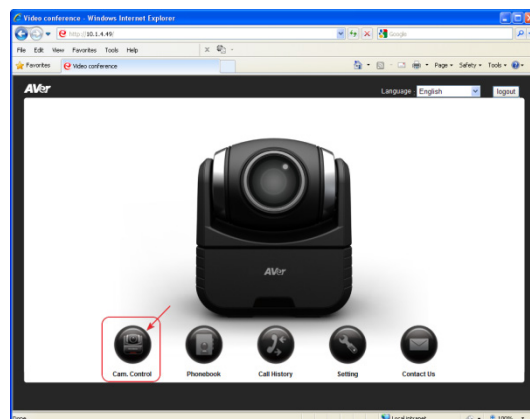 Video conference - Windows Internet Explorer
http://10.1.4.49/
Google
File Edit View Favorites Tools Help
x
Favorites Video conference
Page Safety Tools
AVer
Language English logout
AVer
Cam. Control Phonebook Call History Setting Contact Us
Done Local intranet 100%